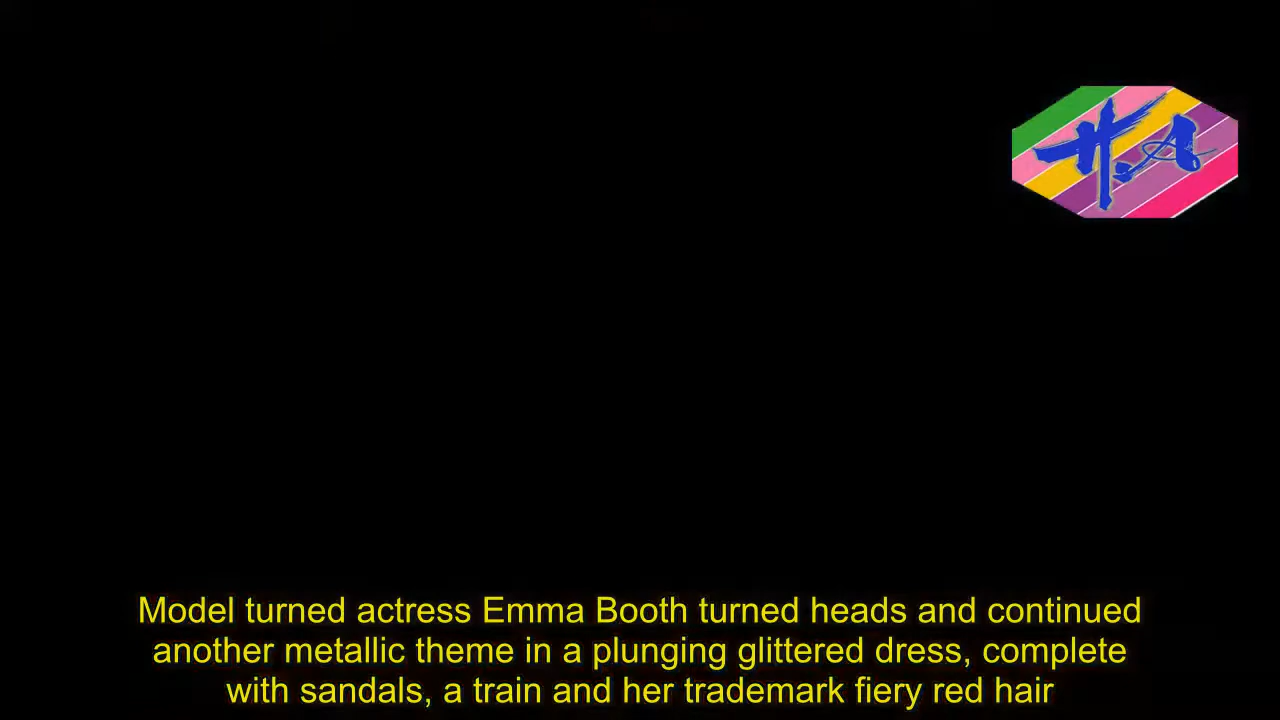 Model turned actress Emma Booth turned heads and continued
another metallic theme in a plunging glittered dress, complete
with sandals, a train and her trademark fiery red hair